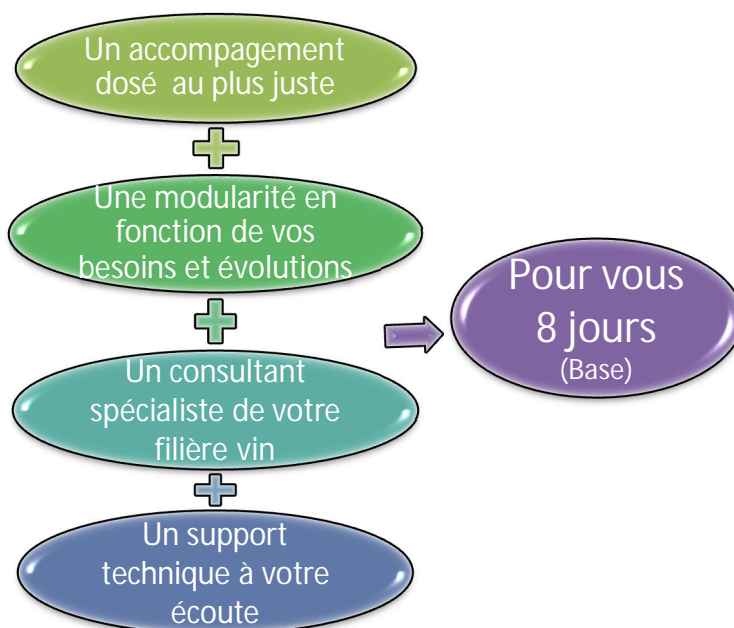 Un accompagement
dosé au plus juste
Une modularité en
fonction de vos
besoins et évolutions
Un consultant
spécialiste de votre
filière vin
Un support
technique à votre
écoute
Pour vous
8 jours
(Base)